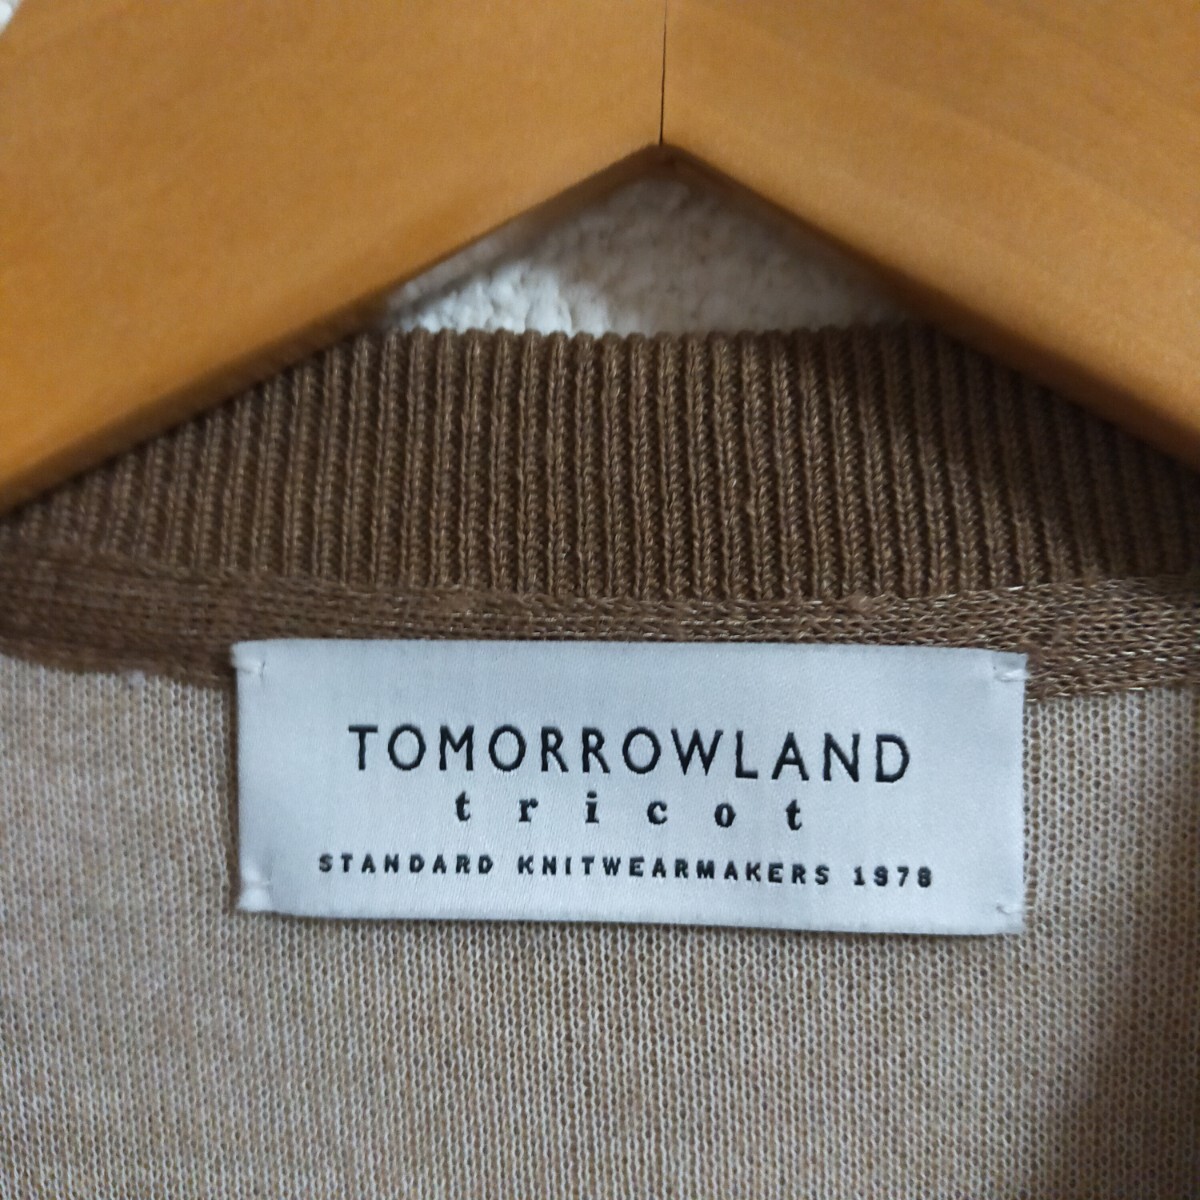 TOMORROWLAND
tricot
STANDARD KNITWEARMAKERS 1978